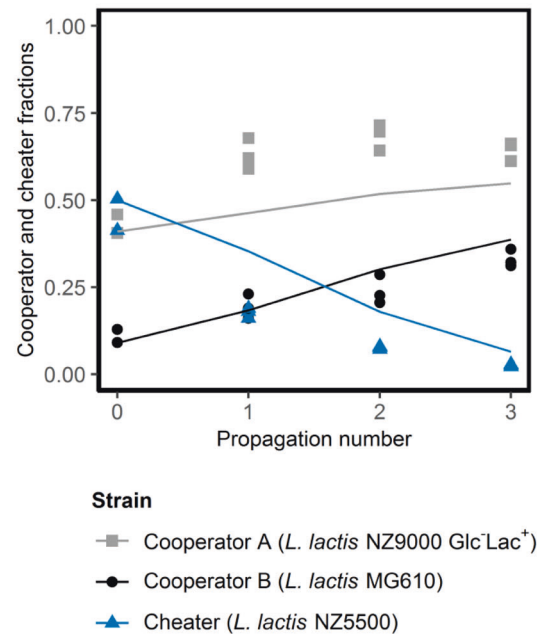 1.00
0.75
0.50
0.25
0.00
Cooperator and cheater fractions
0 1 2 3
Propagation number
Strain
Cooperator A (L. lactis NZ9000 Glc⁻Lac⁺)
Cooperator B (L. lactis MG610)
Cheater (L. lactis NZ5500)